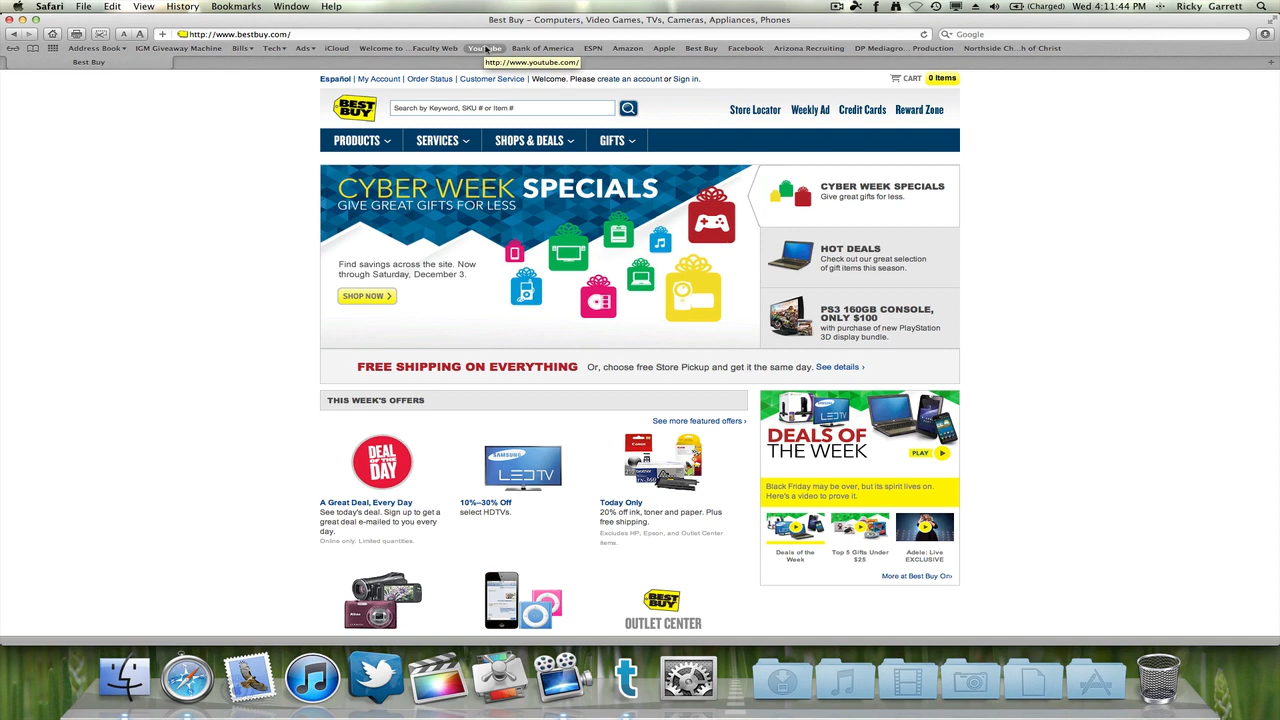 Safari File Edit View History Bookmarks Window Help
(Charged) Wed 4:11:44 PM Ricky Garrett
Best Buy – Computers, Video Games, TVs, Cameras, Appliances, Phones
A A + http://www.bestbuy.com/
Google
Address Book IGM Giveaway Machine Bills Tech Ads iCloud Welcome to ...Faculty Web YouTube Bank of America ESPN Amazon Apple Best Buy Facebook Arizona Recruiting DP Mediagro... Production Northside Ch...h of Christ
Best Buy
http://www.youtube.com/
Español | My Account | Order Status | Customer Service | Welcome. Please create an account or Sign in.
CART 0 Items
BEST BUY
Search by Keyword, SKU # or Item #
Store Locator Weekly Ad Credit Cards Reward Zone
PRODUCTS SERVICES SHOPS & DEALS GIFTS
CYBER WEEK SPECIALS
GIVE GREAT GIFTS FOR LESS
Find savings across the site. Now
through Saturday, December 3.
SHOP NOW
CYBER WEEK SPECIALS
Give great gifts for less.
HOT DEALS
Check out our great selection
of gift items this season.
PS3 160GB CONSOLE,
ONLY $100
with purchase of new PlayStation
3D display bundle.
FREE SHIPPING ON EVERYTHING Or, choose free Store Pickup and get it the same day. See details ›
THIS WEEK'S OFFERS
See more featured offers ›
DEAL
OF THE
DAY
A Great Deal, Every Day
See today's deal. Sign up to get a
great deal e-mailed to you every
day.
Online only. Limited quantities.
SAMSUNG
LED TV
10%–30% Off
select HDTVs.
Today Only
20% off ink, toner and paper. Plus
free shipping.
Excludes HP, Epson, and Outlet Center
items.
BEST BUY
OUTLET CENTER
LED TV
DEALS OF
THE WEEK
PLAY
Black Friday may be over, but its spirit lives on.
Here's a video to prove it.
Deals of the
Week
Top 5 Gifts Under
$25
Adele: Live
EXCLUSIVE
More at Best Buy On›